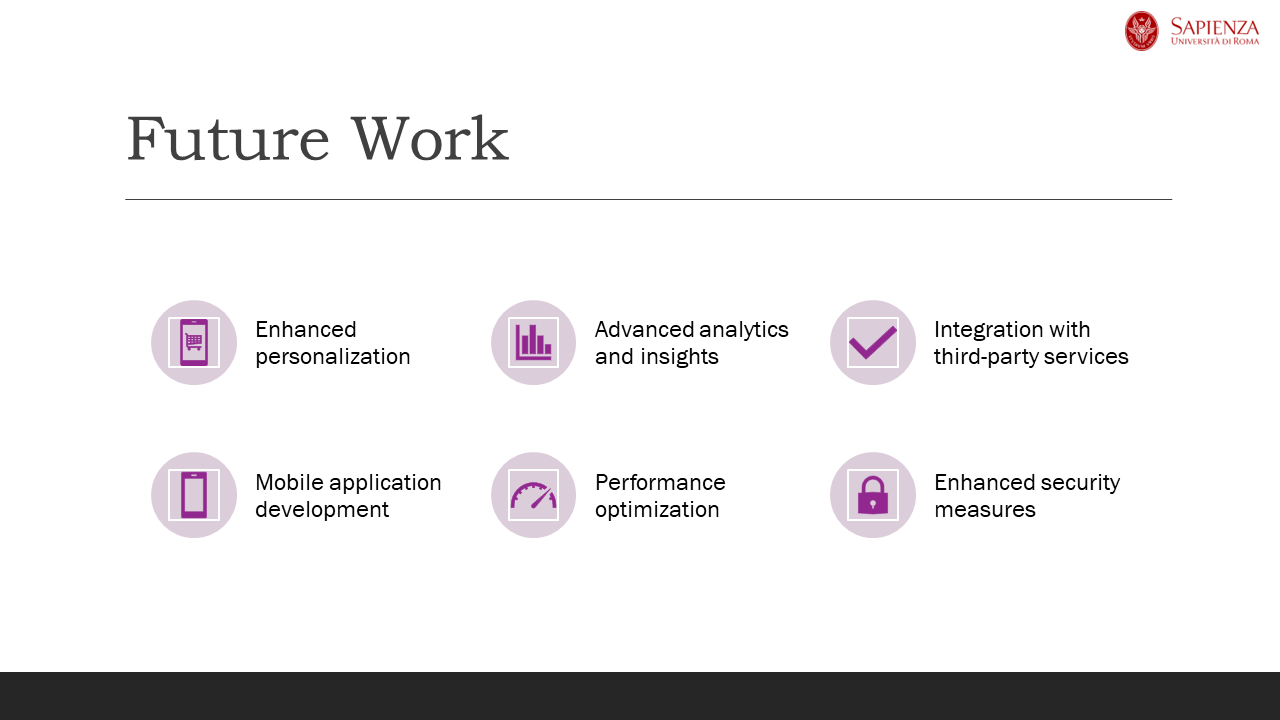 SAPIENZA
UNIVERSITÀ DI ROMA
Future Work
Enhanced
personalization
Advanced analytics
and insights
Integration with
third-party services
Mobile application
development
Performance
optimization
Enhanced security
measures